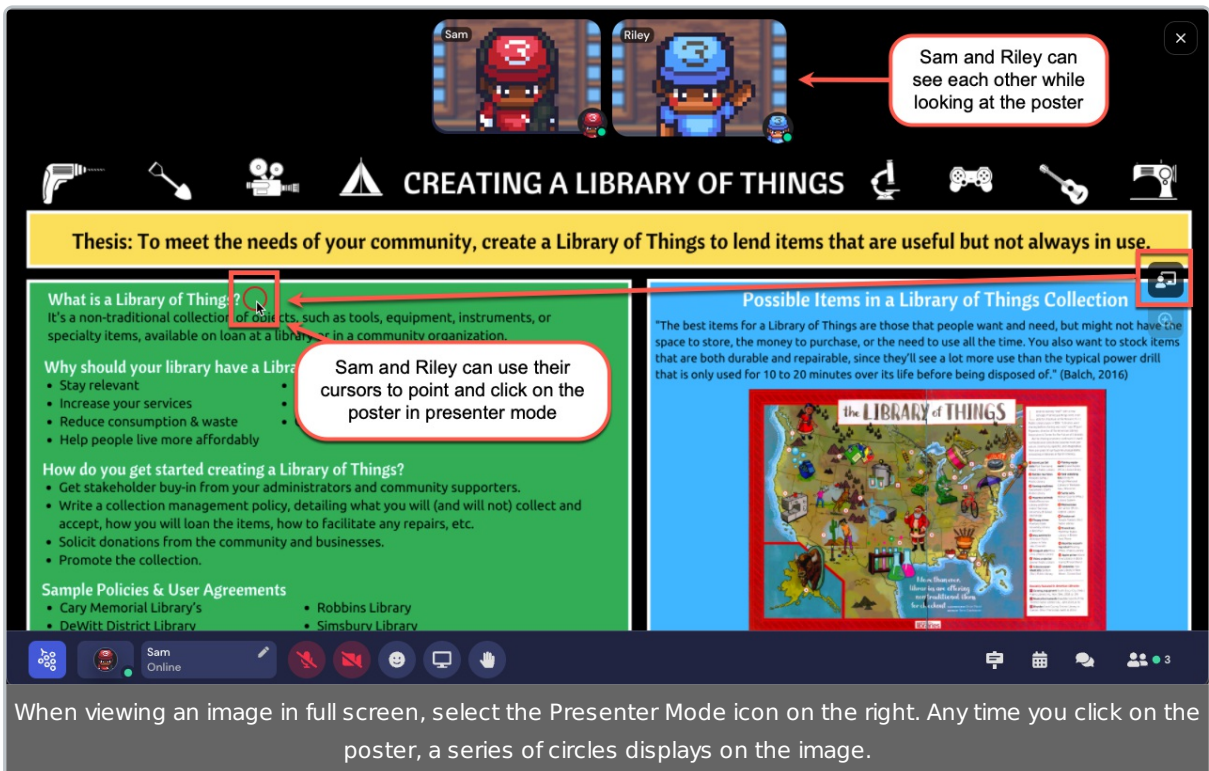 Sam
Riley
Sam and Riley can
see each other while
looking at the poster
CREATING A LIBRARY OF THINGS
Thesis: To meet the needs of your community, create a Library of Things to lend items that are useful but not always in use.
What is a Library of Things?
It's a non-traditional collection of objects, such as tools, equipment, instruments, or
specialty items, available on loan at a library or in a community organization.
Why should your library have a Libra
• Stay relevant
• Increase your services
• Reduce consumption & waste
• Help people live more affordably
Sam and Riley can use their
cursors to point and click on the
poster in presenter mode
How do you get started creating a Library of Things?
• Get stakeholder buy-in from your administration & community supporters.
• Write a collection management policy, detailing what you will (and will not) collect and
accept, how you will loan the items, how to facilitate any repairs, etc.
• Solicit donations from the community and businesses.
• Promote the collection.
Sample Policies & User Agreements
• Cary Memorial Library's
• DeWitt District Library
Library
Library
Possible Items in a Library of Things Collection
"The best items for a Library of Things are those that people want and need, but might not have the
space to store, the money to purchase, or the need to use all the time. You also want to stock items
that are both durable and repairable, since they'll see a lot more use than the typical power drill
that is only used for 10 to 20 minutes over its life before being disposed of." (Balch, 2016)
the LIBRARY of THINGS
Sam
Online
3
When viewing an image in full screen, select the Presenter Mode icon on the right. Any time you click on the
poster, a series of circles displays on the image.